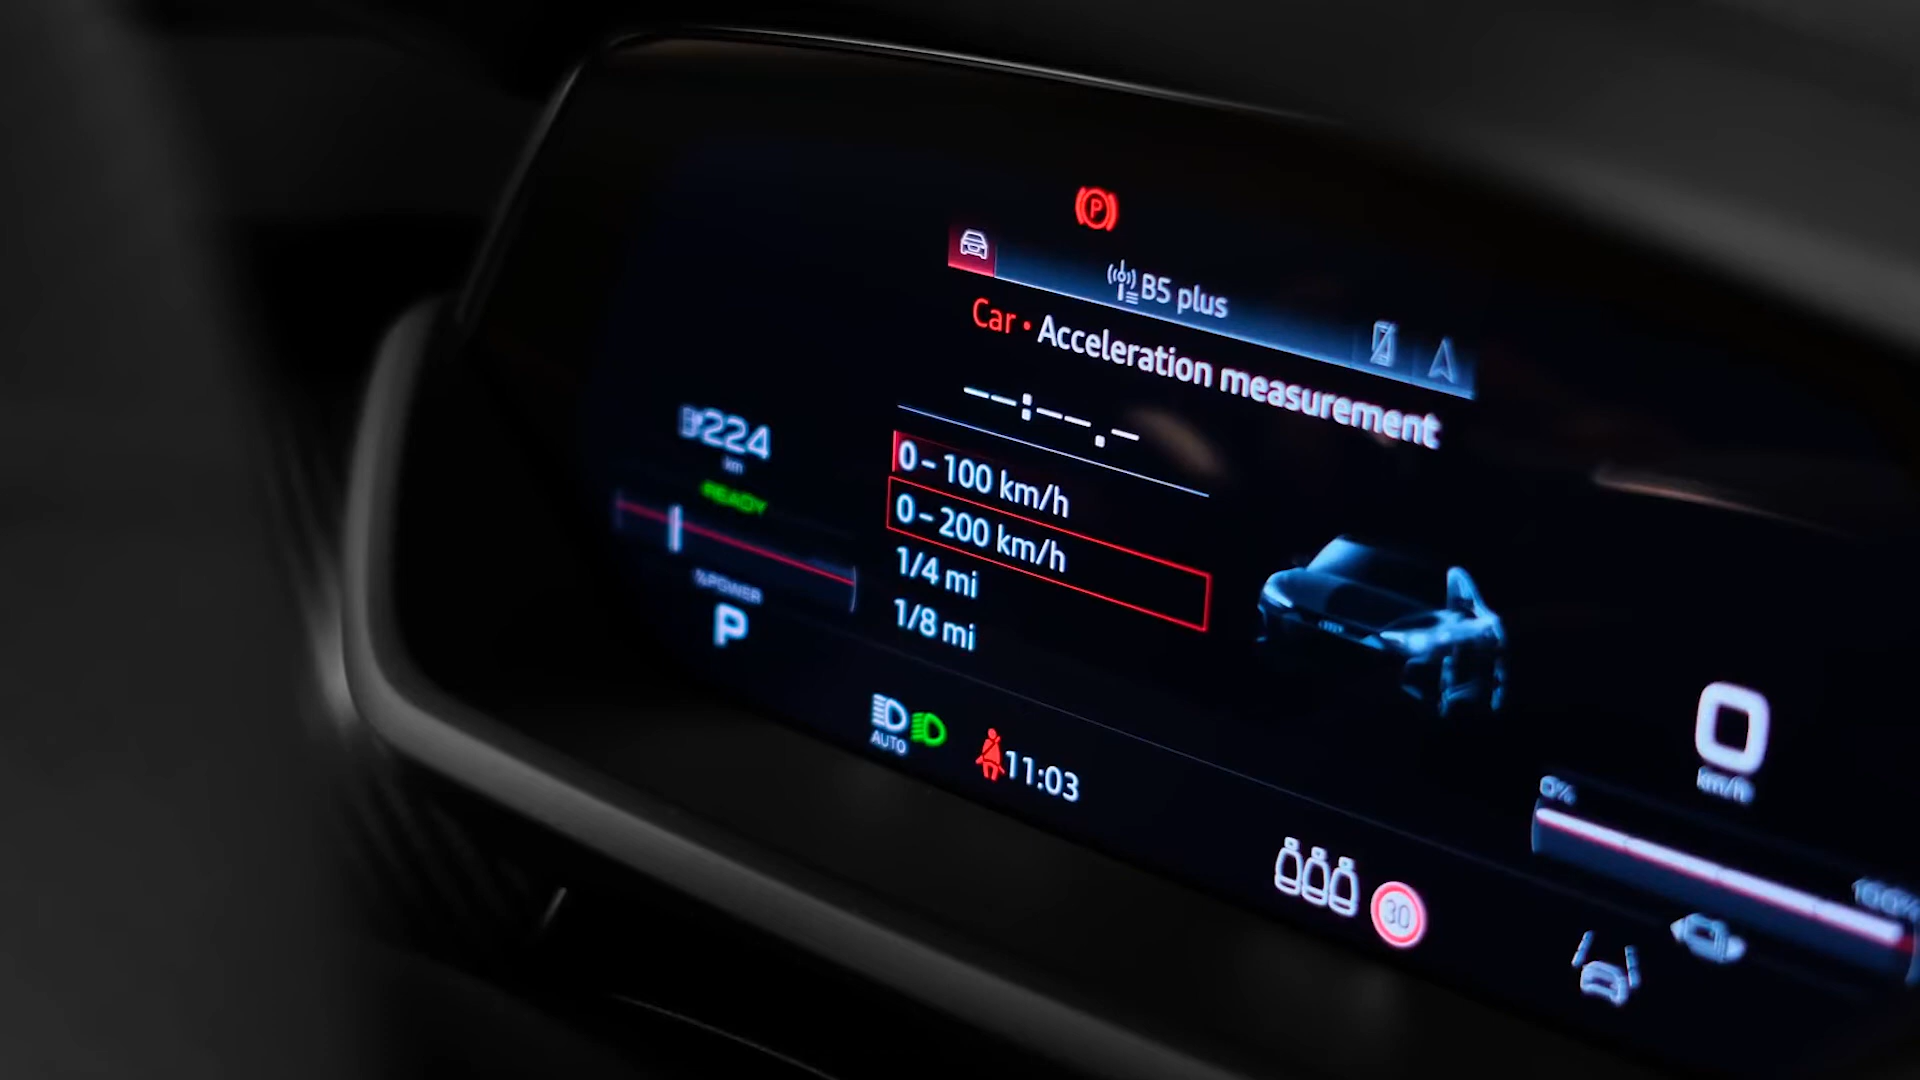 P
B5 plus
Car • Acceleration measurement
--:--.-
224
km
READY
0 – 100 km/h
0 – 200 km/h
1/4 mi
1/8 mi
%POWER
P
AUTO
11:03
0
km/h
0%
100%
30